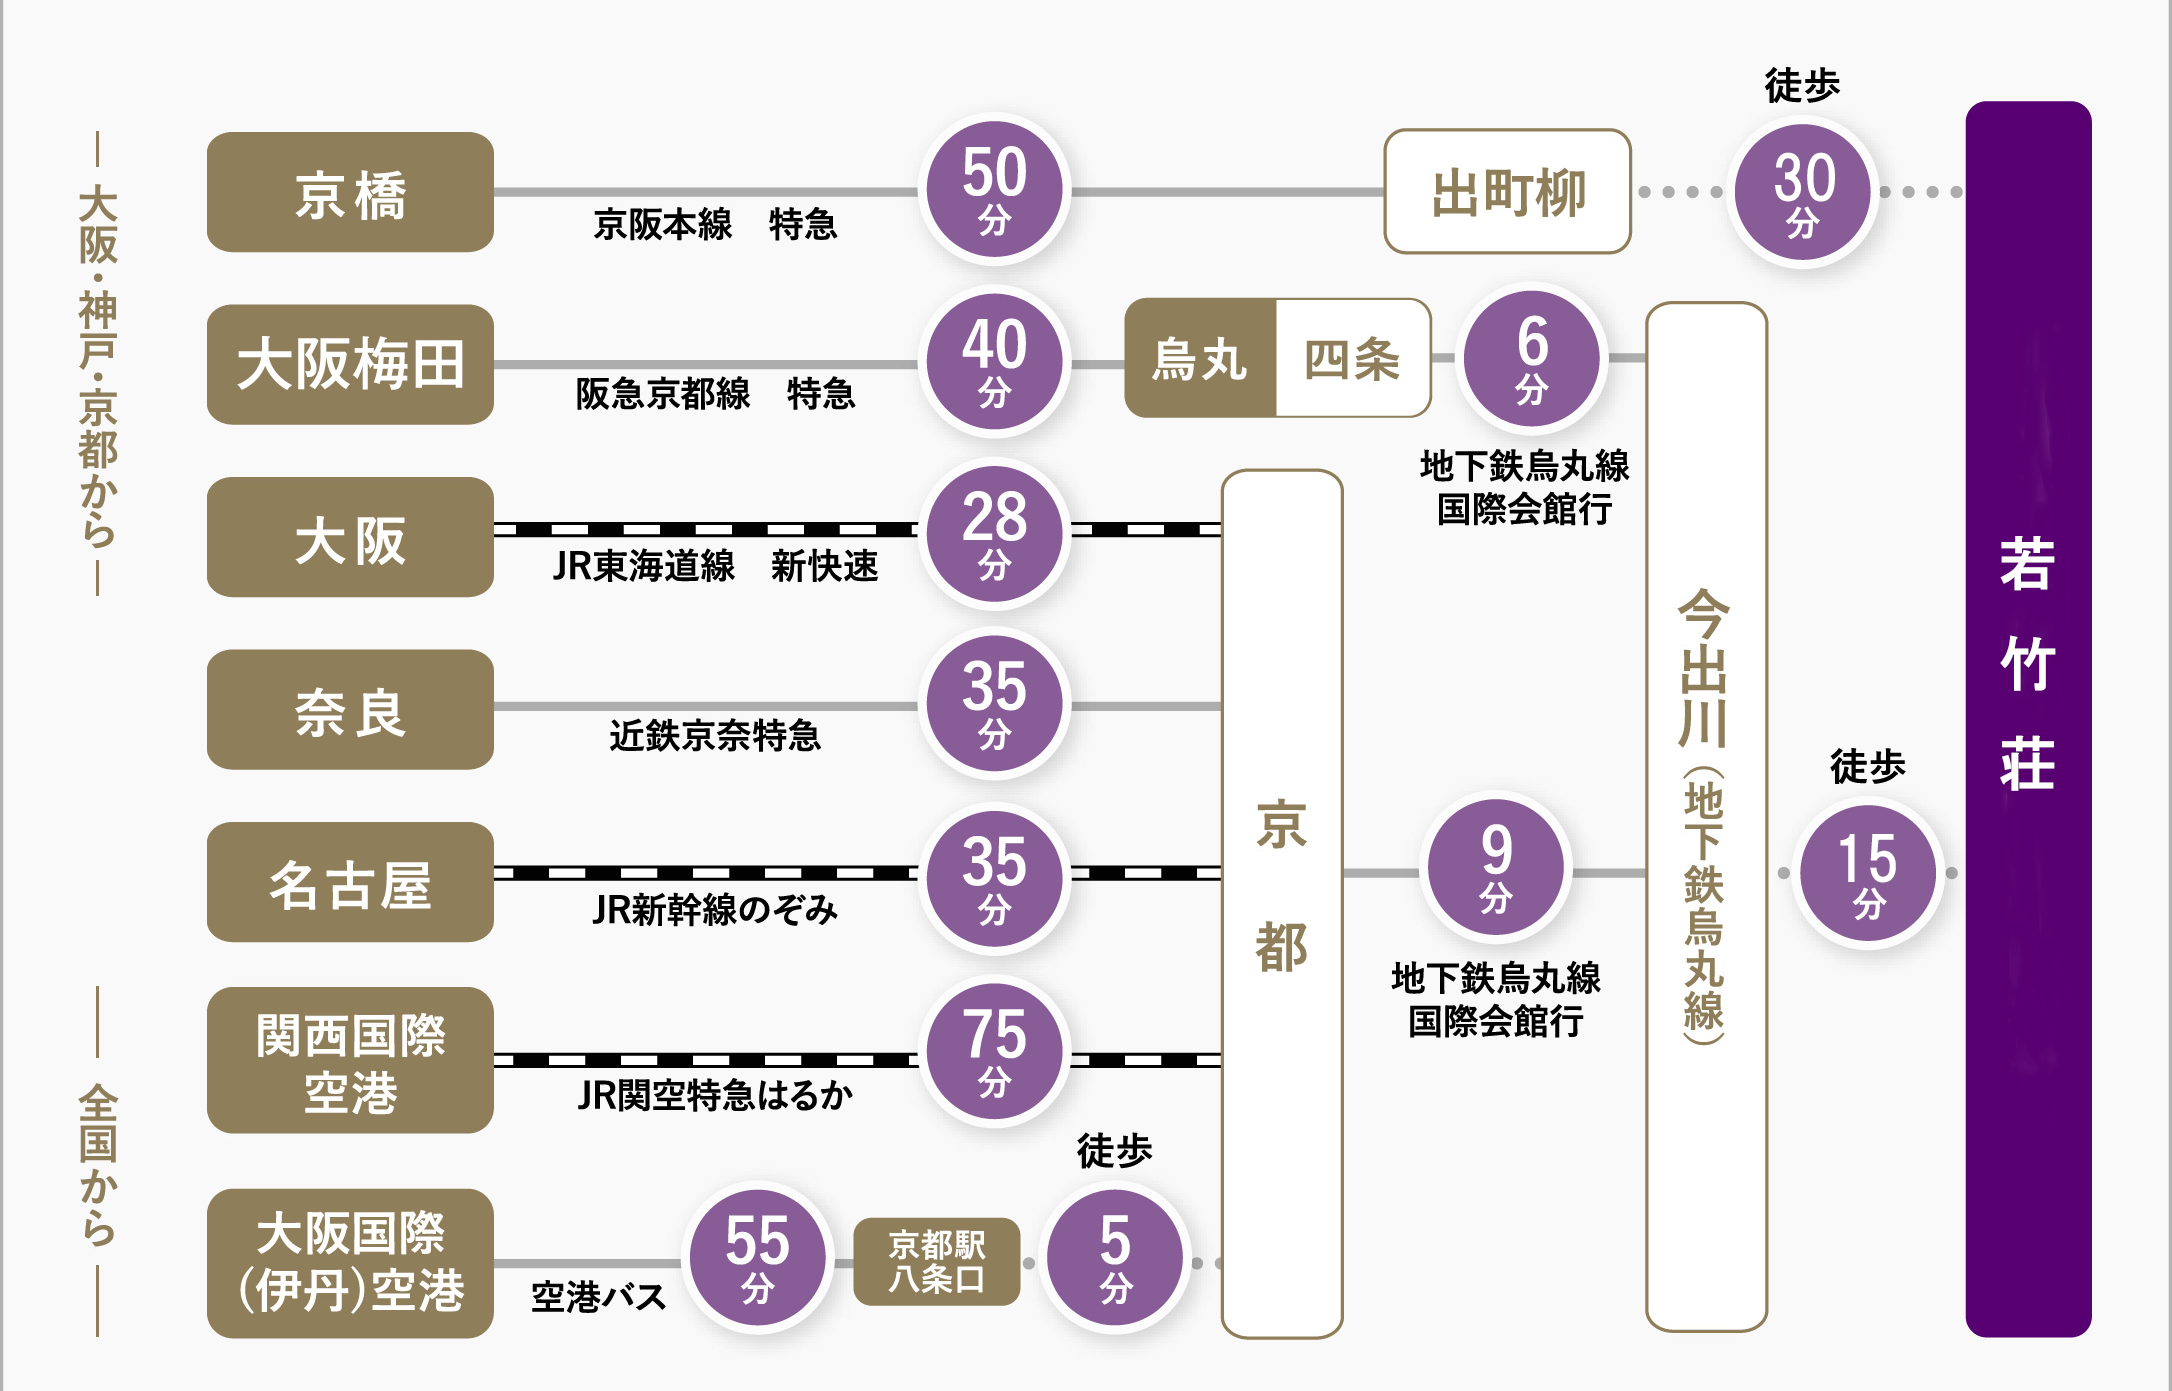 大阪・神戸・京都から
京橋
京阪本線　特急
50分
出町柳
徒歩
30分
大阪梅田
阪急京都線　特急
40分
烏丸
四条
6分
地下鉄烏丸線
国際会館行
大阪
JR東海道線　新快速
28分
奈良
近鉄京奈特急
35分
名古屋
JR新幹線のぞみ
35分
全国から
関西国際
空港
JR関空特急はるか
75分
大阪国際
（伊丹）空港
空港バス
55分
京都駅
八条口
徒歩
5分
京都
9分
地下鉄烏丸線
国際会館行
今出川（地下鉄烏丸線）
徒歩
15分
若竹荘